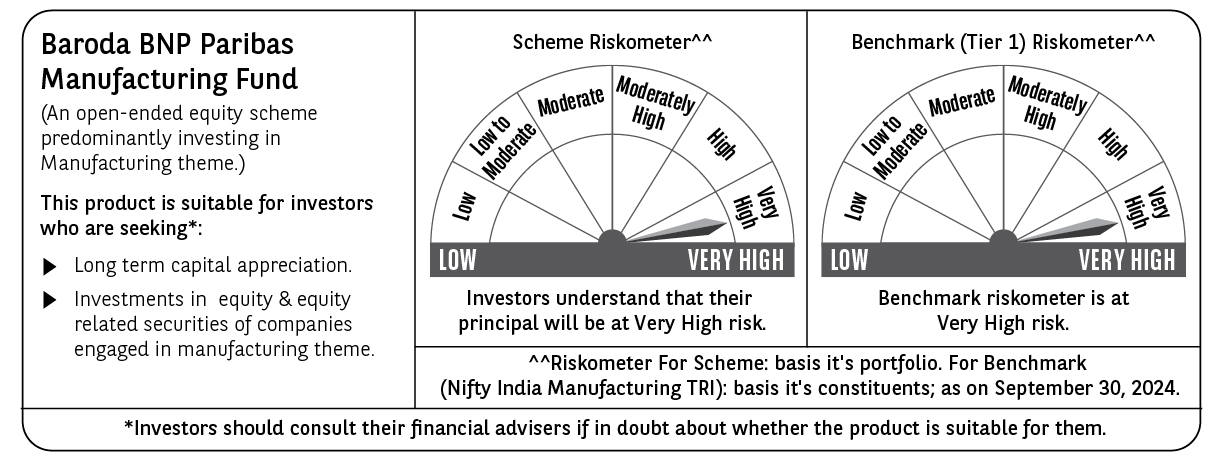 Baroda BNP Paribas
Manufacturing Fund
(An open-ended equity scheme
predominantly investing in
Manufacturing theme.)
This product is suitable for investors
who are seeking*:
Long term capital appreciation.
Investments in equity & equity
related securities of companies
engaged in manufacturing theme.
Scheme Riskometer^^
Low
Low to
Moderate
Moderate
Moderately
High
High
Very
High
LOW
VERY HIGH
Investors understand that their
principal will be at Very High risk.
Benchmark (Tier 1) Riskometer^^
Low
Low to
Moderate
Moderate
Moderately
High
High
Very
High
LOW
VERY HIGH
Benchmark riskometer is at
Very High risk.
^^Riskometer For Scheme: basis it's portfolio. For Benchmark
(Nifty India Manufacturing TRI): basis it's constituents; as on September 30, 2024.
*Investors should consult their financial advisers if in doubt about whether the product is suitable for them.